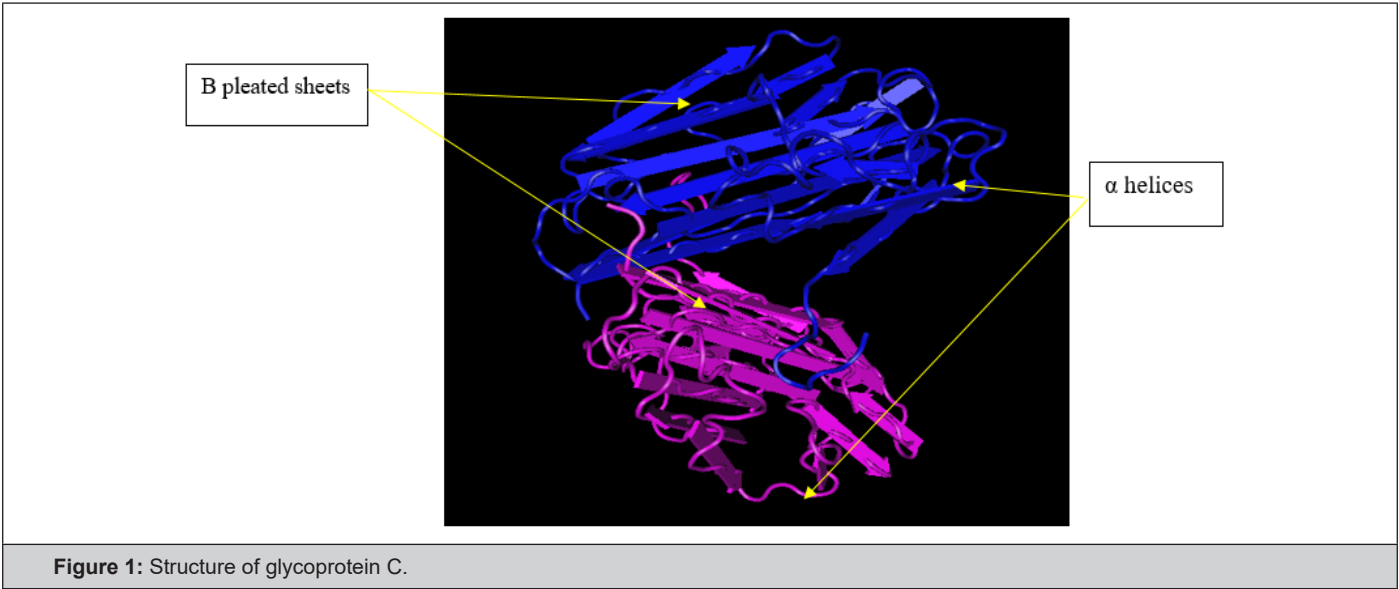 B pleated sheets
α helices
Figure 1: Structure of glycoprotein C.